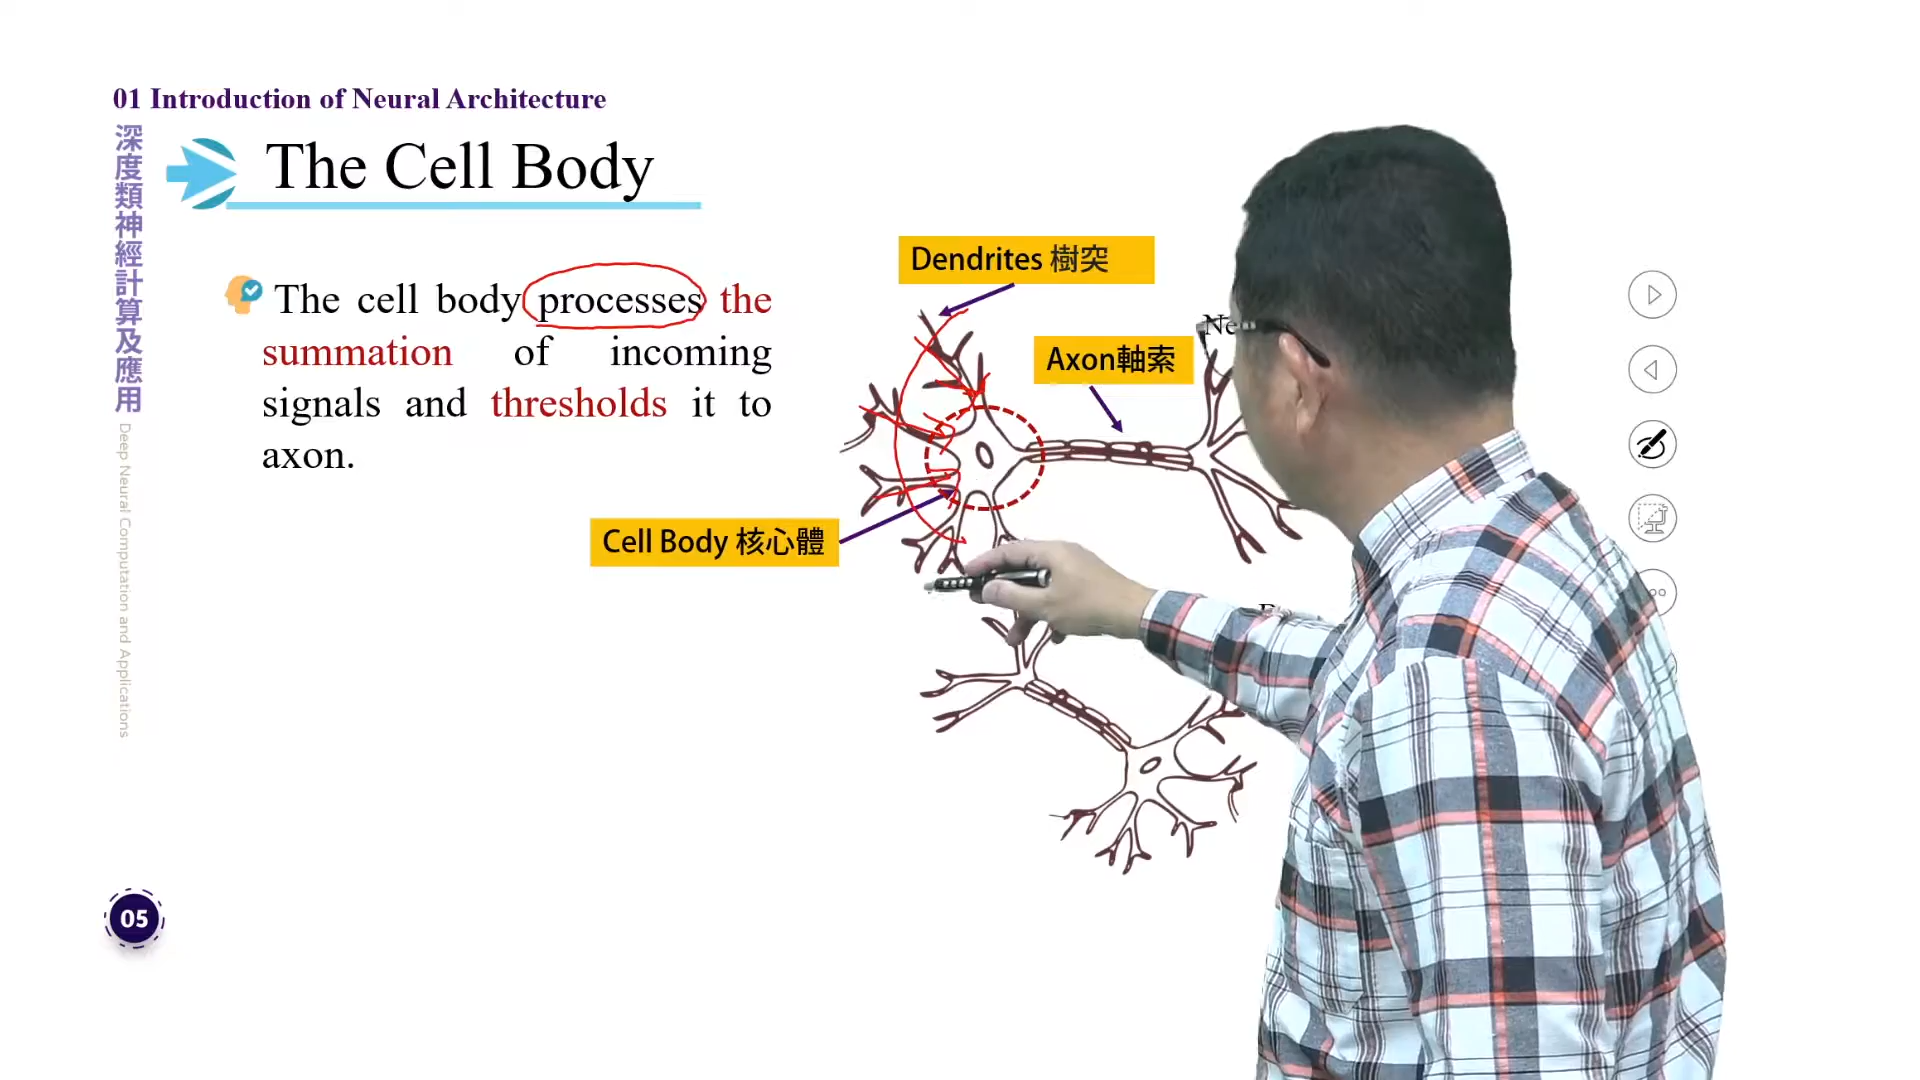 01 Introduction of Neural Architecture
深度類神經計算及應用
Deep Neural Computation and Applications
The Cell Body
The cell body processes the
summation of incoming
signals and thresholds it to
axon.
Dendrites 樹突
Axon軸索
Ne
Cell Body 核心體
05